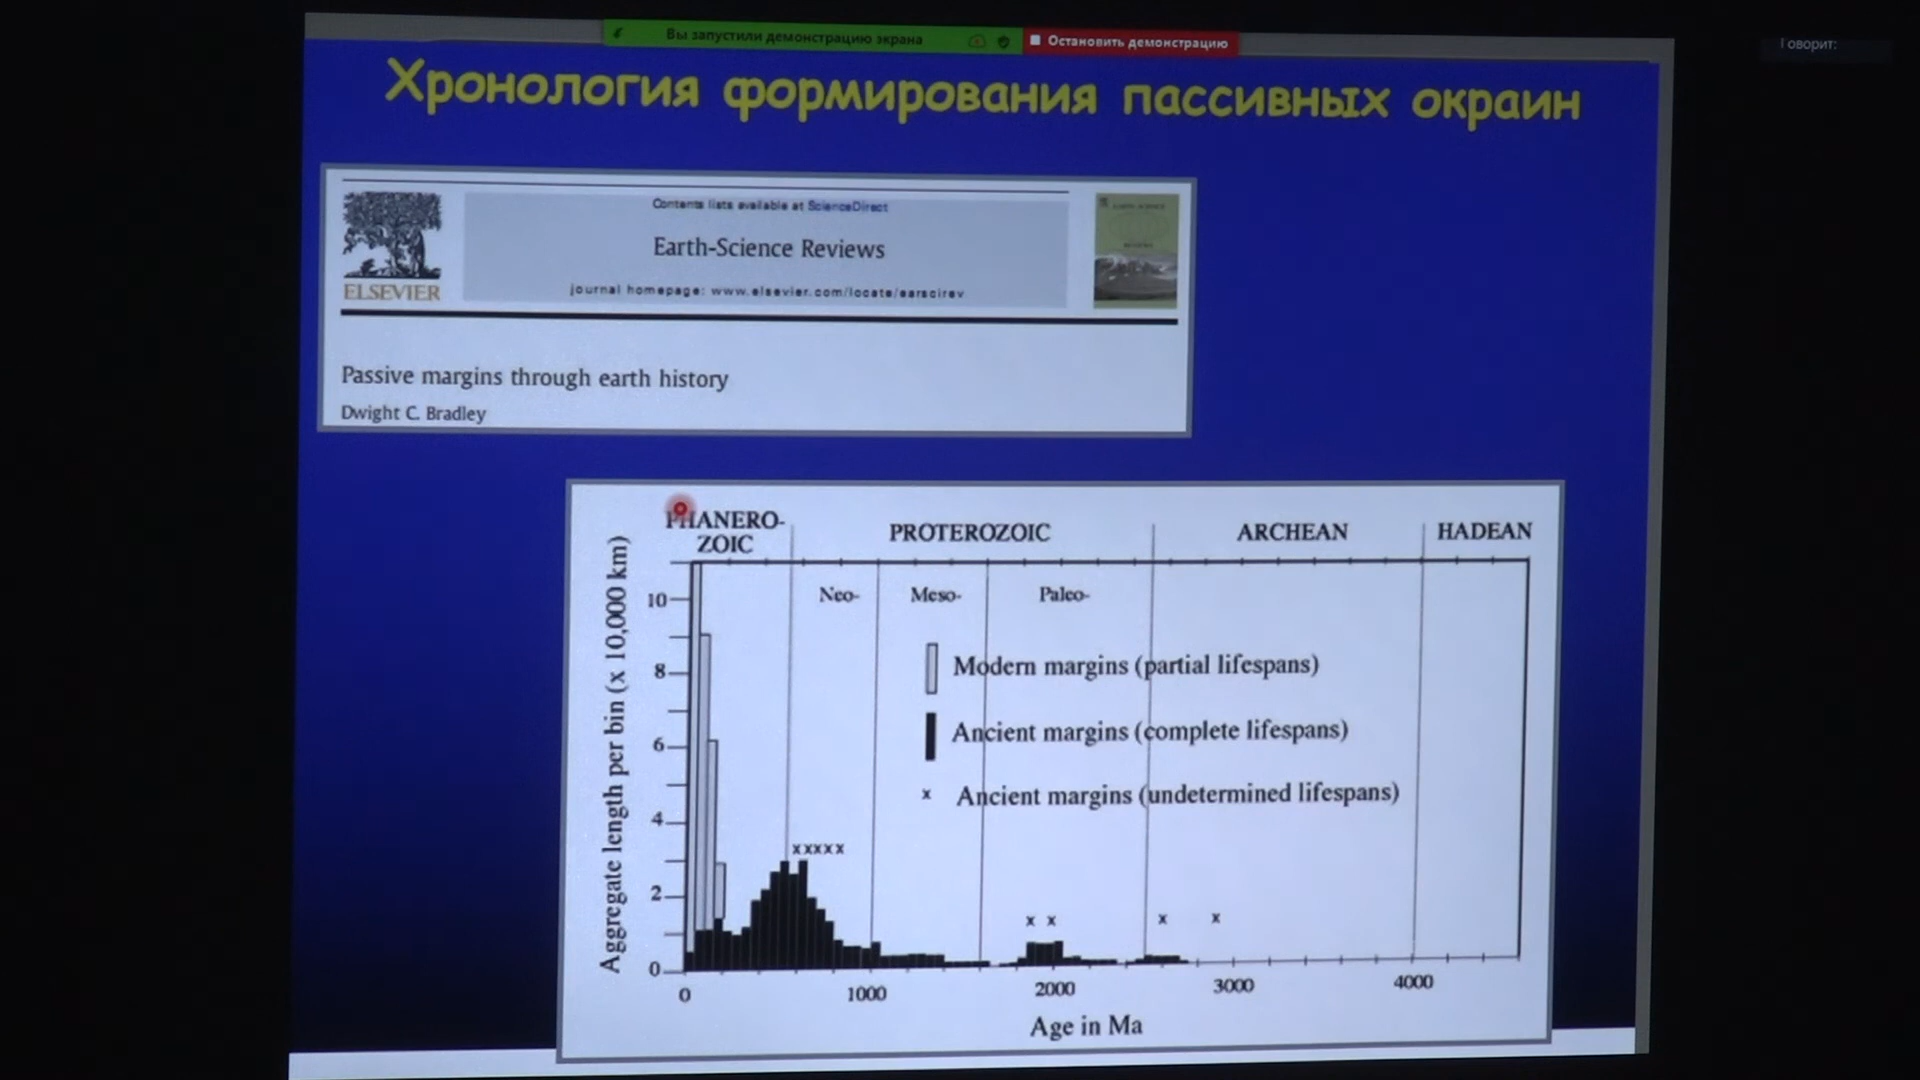 Вы запустили демонстрацию экрана
Остановить демонстрацию
Говорит:
Хронология формирования пассивных окраин
Contents lists available at ScienceDirect
Earth-Science Reviews
journal homepage: www.elsevier.com/locate/earscirev
ELSEVIER
Passive margins through earth history
Dwight C. Bradley
PHANERO-
ZOIC
PROTEROZOIC
ARCHEAN
HADEAN
Neo-
Meso-
Paleo-
Aggregate length per bin (x 10,000 km)
10
8
6
4
2
0
Modern margins (partial lifespans)
Ancient margins (complete lifespans)
x Ancient margins (undetermined lifespans)
xxxxx
x x
x x
0 1000 2000 3000 4000
Age in Ma